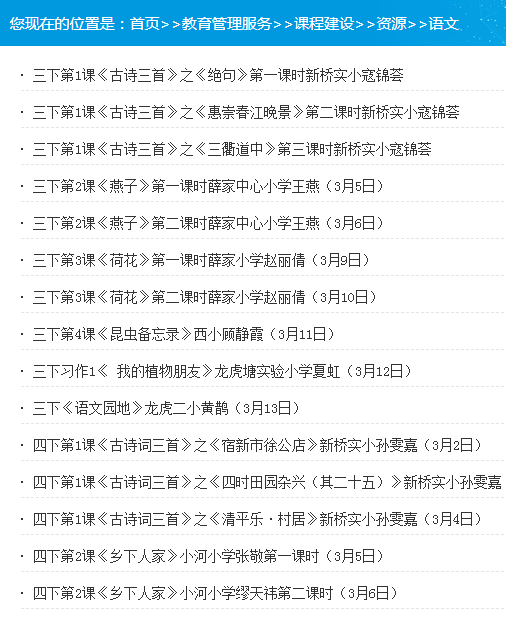 您现在的位置是：首页>>教育管理服务>>课程建设>>资源>>语文
· 三下第1课《古诗三首》之《绝句》第一课时新桥实小寇锦荟
· 三下第1课《古诗三首》之《惠崇春江晚景》第二课时新桥实小寇锦荟
· 三下第1课《古诗三首》之《三衢道中》第三课时新桥实小寇锦荟
· 三下第2课《燕子》第一课时薛家中心小学王燕（3月5日）
· 三下第2课《燕子》第二课时薛家中心小学王燕（3月6日）
· 三下第3课《荷花》第一课时薛家小学赵丽倩（3月9日）
· 三下第3课《荷花》第二课时薛家小学赵丽倩（3月10日）
· 三下第4课《昆虫备忘录》西小顾静霞（3月11日）
· 三下习作1《 我的植物朋友》龙虎塘实验小学夏虹（3月12日）
· 三下《语文园地》龙虎二小黄鹊（3月13日）
· 四下第1课《古诗词三首》之《宿新市徐公店》新桥实小孙雯嘉（3月2日）
· 四下第1课《古诗词三首》之《四时田园杂兴（其二十五）》新桥实小孙雯嘉
· 四下第1课《古诗词三首》之《清平乐·村居》新桥实小孙雯嘉（3月4日）
· 四下第2课《乡下人家》小河小学张敬第一课时（3月5日）
· 四下第2课《乡下人家》小河小学缪天祎第二课时（3月6日）